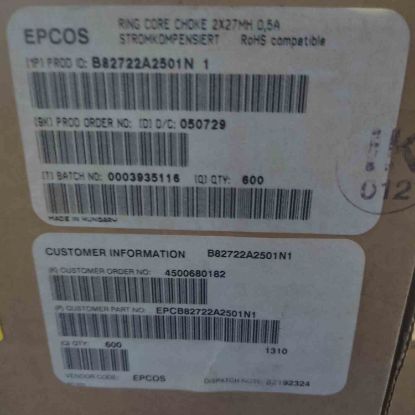 EPCOS
RING CORE CHOKE 2X27MH 0,5A
STROMKOMPENSIERT RoHS compatible
(1P) PROD ID: B82722A2501N 1
(9K) PROD ORDER NO: (D) D/C: 050729
(T) BATCH NO: 0003935116 (Q) QTY: 600
MADE IN HUNGARY
012
CUSTOMER INFORMATION B82722A2501N1
(K) CUSTOMER ORDER NO: 4500680182
(P) CUSTOMER PART NO: EPCB82722A2501N1
(Q) QTY: 600
1310
VENDOR CODE: EPCOS DISPATCH NOTE: 82192324